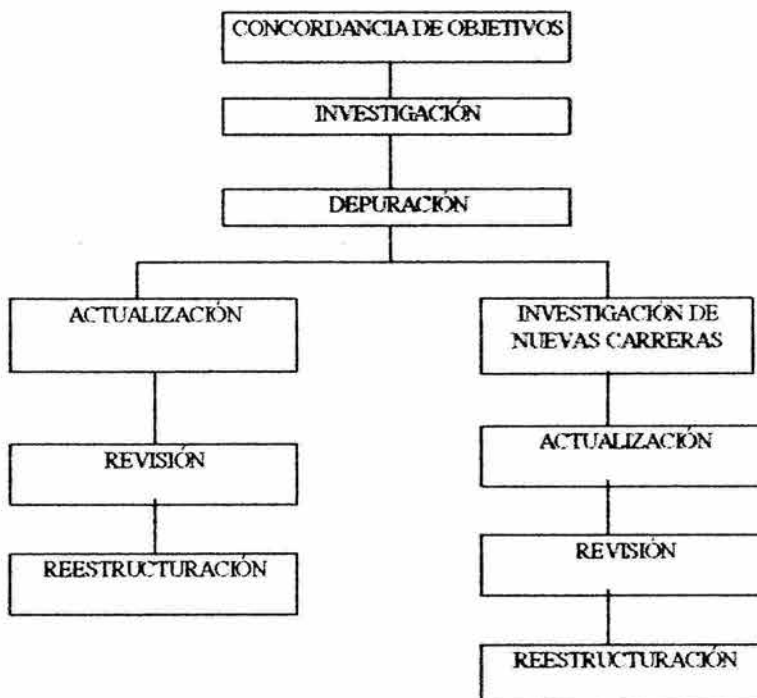 CONCORDANCIA DE OBJETIVOS
INVESTIGACIÓN
DEPURACIÓN
ACTUALIZACIÓN
REVISIÓN
REESTRUCTURACIÓN
INVESTIGACIÓN DE
NUEVAS CARRERAS
ACTUALIZACIÓN
REVISIÓN
REESTRUCTURACIÓN